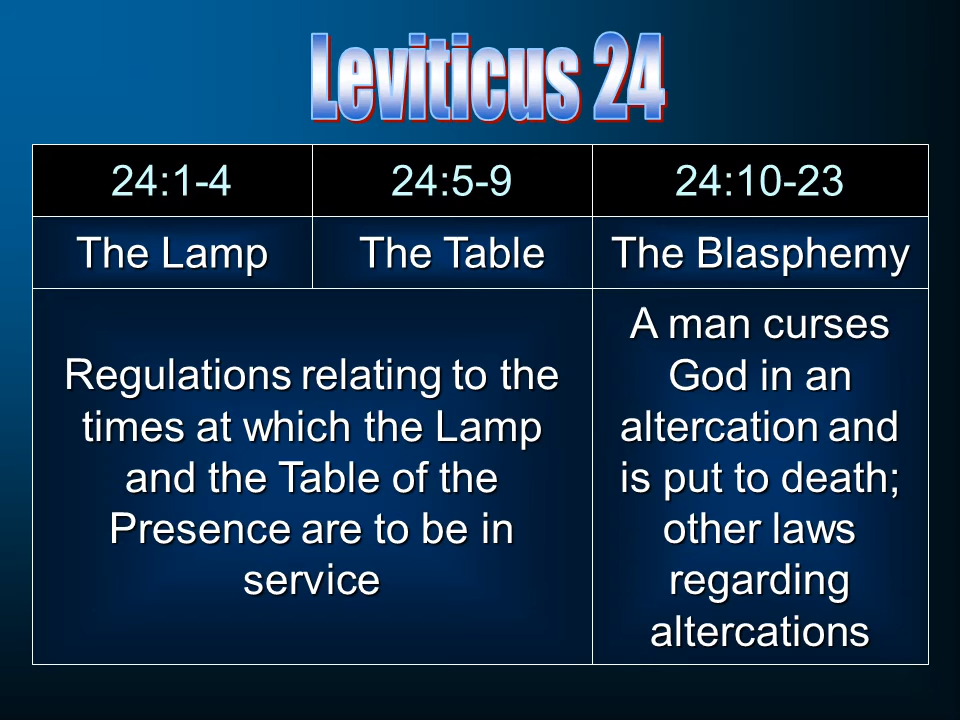 Leviticus 24
24:1-4 24:5-9 24:10-23
The Lamp The Table The Blasphemy
Regulations relating to the
times at which the Lamp
and the Table of the
Presence are to be in
service
A man curses
God in an
altercation and
is put to death;
other laws
regarding
altercations